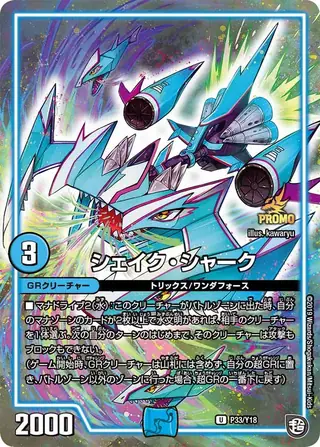 PROMO
illus. kawaryu
3
シェイク・シャーク
GRクリーチャー
トリックス/ワンダフォース
■マナドライブ2(水):このクリーチャーがバトルゾーンに出た時、自分
のマナゾーンのカードが2枚以上で水文明があれば、相手のクリーチャー
を1体選ぶ。次の自分のターンのはじめまで、そのクリーチャーは攻撃も
ブロックもできない。
(ゲーム開始時、GRクリーチャーは山札には含めず、自分の超GRに置
き、バトルゾーン以外のゾーンに行った場合、超GRの一番下に戻す)
2000
U P33/Y18